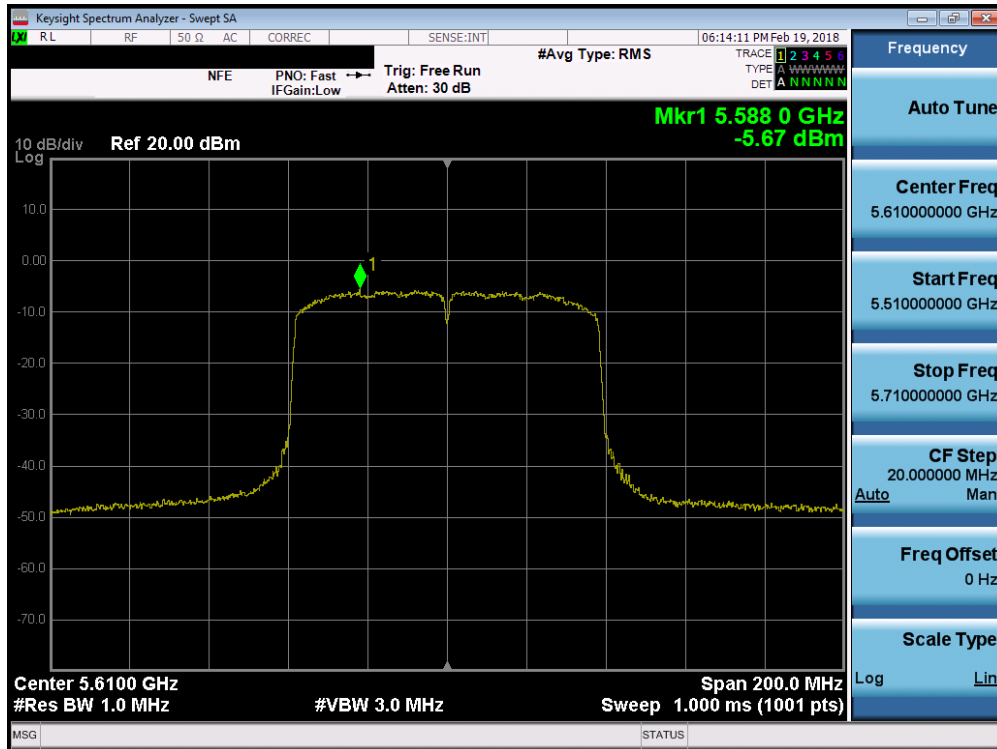 Keysight Spectrum Analyzer - Swept SA
LXI RL RF 50 Ω AC CORREC SENSE:INT 06:14:11 PM Feb 19, 2018
#Avg Type: RMS TRACE 1 2 3 4 5 6
NFE PNO: Fast Trig: Free Run TYPE A WWWWW
IFGain:Low Atten: 30 dB DET A N N N N N
Mkr1 5.588 0 GHz
-5.67 dBm
10 dB/div Ref 20.00 dBm
Log
1
10.0
0.00
-10.0
-20.0
-30.0
-40.0
-50.0
-60.0
-70.0
Center 5.6100 GHz Span 200.0 MHz
#Res BW 1.0 MHz #VBW 3.0 MHz Sweep 1.000 ms (1001 pts)
MSG STATUS
Frequency
Auto Tune
Center Freq
5.610000000 GHz
Start Freq
5.510000000 GHz
Stop Freq
5.710000000 GHz
CF Step
20.000000 MHz
Auto Man
Freq Offset
0 Hz
Scale Type
Log Lin